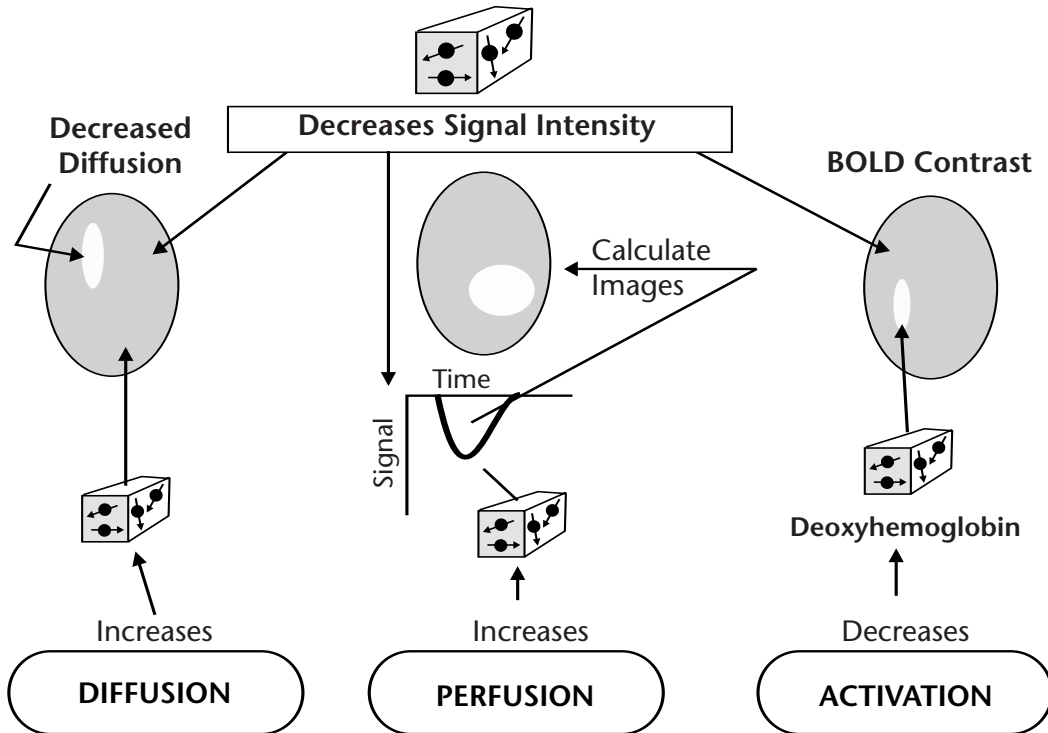 Decreases Signal Intensity
Decreased
Diffusion
BOLD Contrast
Calculate
Images
Time
Signal
Deoxyhemoglobin
Increases
Increases
Decreases
DIFFUSION
PERFUSION
ACTIVATION